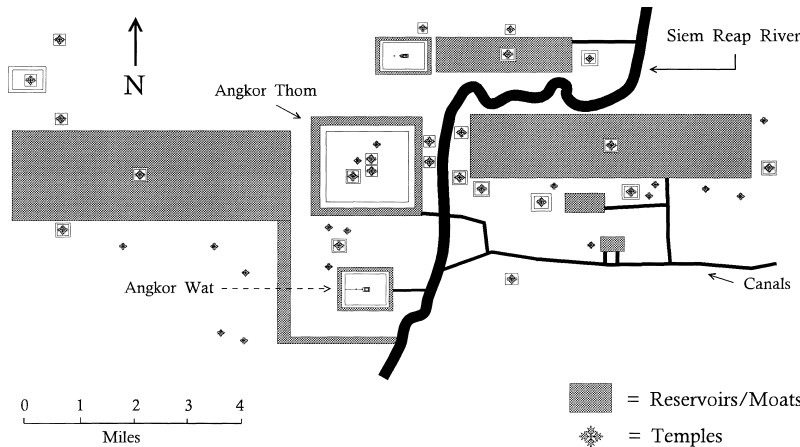 Siem Reap River
N
Angkor Thom
Angkor Wat
Canals
0 1 2 3 4
Miles
= Reservoirs/Moats
= Temples